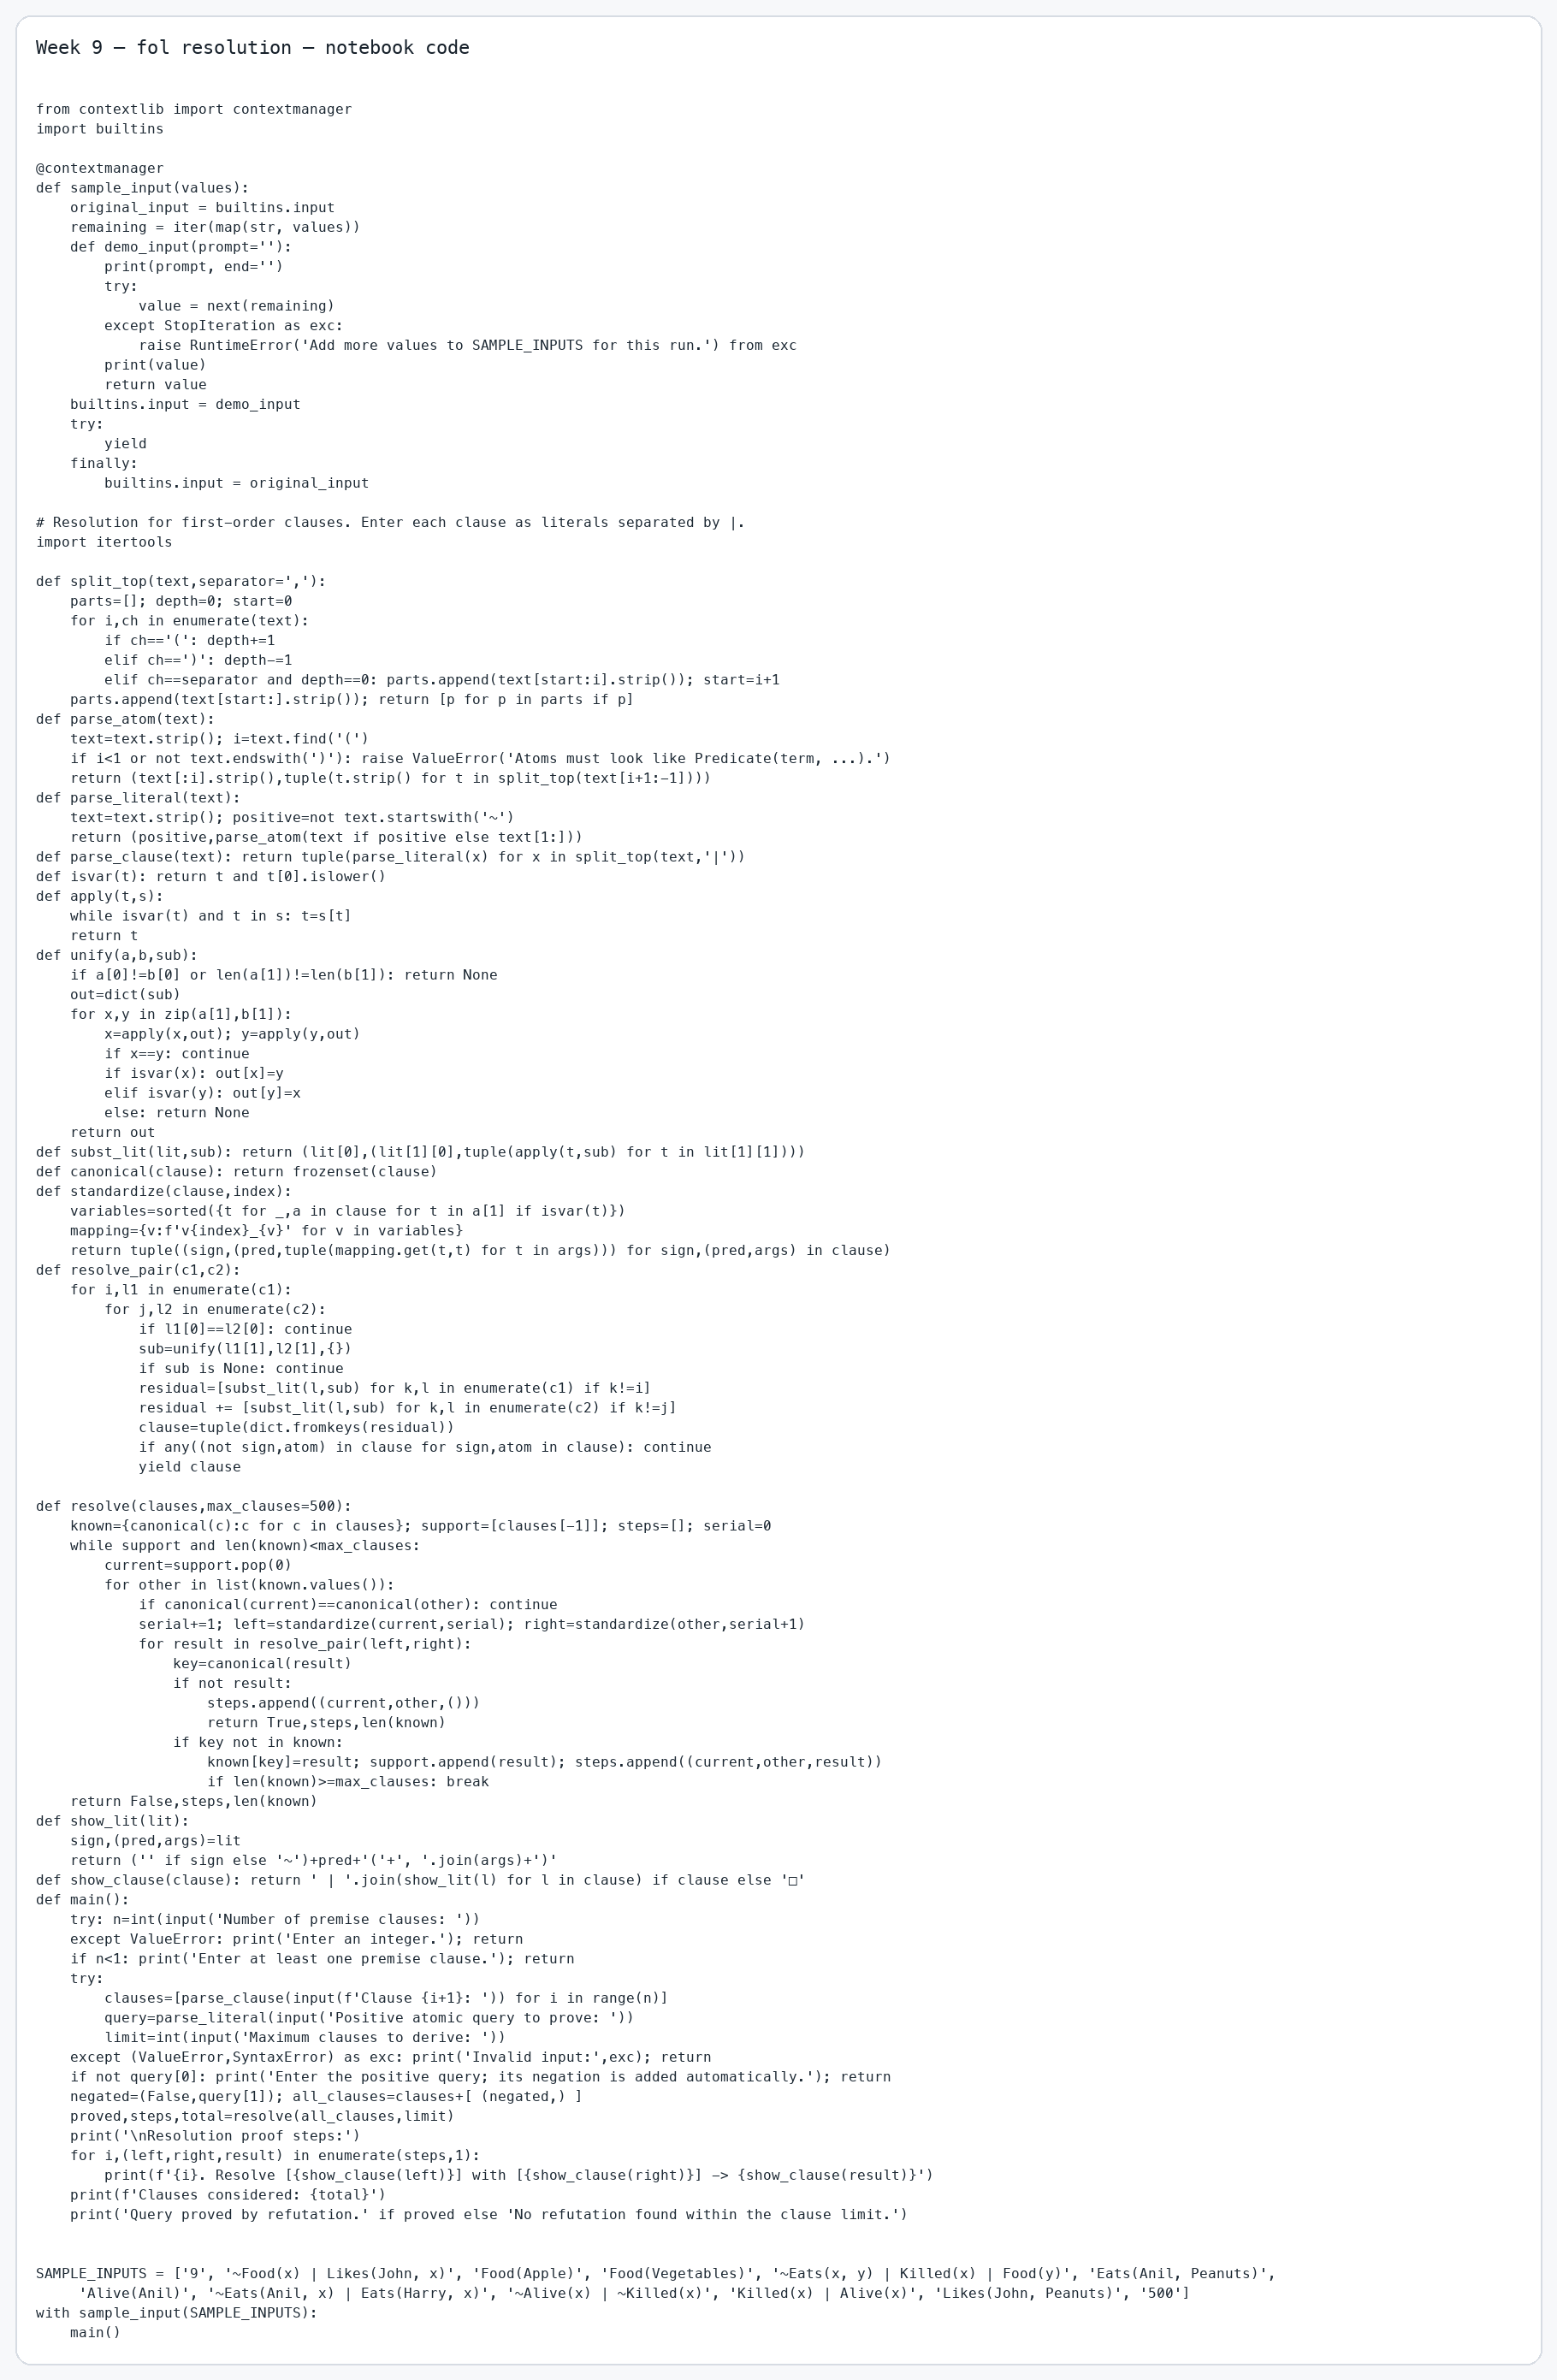 Week 9 — fol resolution — notebook code
from contextlib import contextmanager
import builtins
@contextmanager
def sample_input(values):
    original_input = builtins.input
    remaining = iter(map(str, values))
    def demo_input(prompt=''):
        print(prompt, end='')
        try:
            value = next(remaining)
        except StopIteration as exc:
            raise RuntimeError('Add more values to SAMPLE_INPUTS for this run.') from exc
        print(value)
        return value
    builtins.input = demo_input
    try:
        yield
    finally:
        builtins.input = original_input
# Resolution for first-order clauses. Enter each clause as literals separated by |.
import itertools
def split_top(text,separator=','):
    parts=[]; depth=0; start=0
    for i,ch in enumerate(text):
        if ch=='(': depth+=1
        elif ch==')': depth-=1
        elif ch==separator and depth==0: parts.append(text[start:i].strip()); start=i+1
    parts.append(text[start:].strip()); return [p for p in parts if p]
def parse_atom(text):
    text=text.strip(); i=text.find('(')
    if i<1 or not text.endswith(')'): raise ValueError('Atoms must look like Predicate(term, ...).')
    return (text[:i].strip(),tuple(t.strip() for t in split_top(text[i+1:-1])))
def parse_literal(text):
    text=text.strip(); positive=not text.startswith('~')
    return (positive,parse_atom(text if positive else text[1:]))
def parse_clause(text): return tuple(parse_literal(x) for x in split_top(text,'|'))
def isvar(t): return t and t[0].islower()
def apply(t,s):
    while isvar(t) and t in s: t=s[t]
    return t
def unify(a,b,sub):
    if a[0]!=b[0] or len(a[1])!=len(b[1]): return None
    out=dict(sub)
    for x,y in zip(a[1],b[1]):
        x=apply(x,out); y=apply(y,out)
        if x==y: continue
        if isvar(x): out[x]=y
        elif isvar(y): out[y]=x
        else: return None
    return out
def subst_lit(lit,sub): return (lit[0],(lit[1][0],tuple(apply(t,sub) for t in lit[1][1])))
def canonical(clause): return frozenset(clause)
def standardize(clause,index):
    variables=sorted({t for _,a in clause for t in a[1] if isvar(t)})
    mapping={v:f'v{index}_{v}' for v in variables}
    return tuple((sign,(pred,tuple(mapping.get(t,t) for t in args))) for sign,(pred,args) in clause)
def resolve_pair(c1,c2):
    for i,l1 in enumerate(c1):
        for j,l2 in enumerate(c2):
            if l1[0]==l2[0]: continue
            sub=unify(l1[1],l2[1],{})
            if sub is None: continue
            residual=[subst_lit(l,sub) for k,l in enumerate(c1) if k!=i]
            residual += [subst_lit(l,sub) for k,l in enumerate(c2) if k!=j]
            clause=tuple(dict.fromkeys(residual))
            if any((not sign,atom) in clause for sign,atom in clause): continue
            yield clause
def resolve(clauses,max_clauses=500):
    known={canonical(c):c for c in clauses}; support=[clauses[-1]]; steps=[]; serial=0
    while support and len(known)<max_clauses:
        current=support.pop(0)
        for other in list(known.values()):
            if canonical(current)==canonical(other): continue
            serial+=1; left=standardize(current,serial); right=standardize(other,serial+1)
            for result in resolve_pair(left,right):
                key=canonical(result)
                if not result:
                    steps.append((current,other,()))
                    return True,steps,len(known)
                if key not in known:
                    known[key]=result; support.append(result); steps.append((current,other,result))
                    if len(known)>=max_clauses: break
    return False,steps,len(known)
def show_lit(lit):
    sign,(pred,args)=lit
    return ('' if sign else '~')+pred+'('+', '.join(args)+')'
def show_clause(clause): return ' | '.join(show_lit(l) for l in clause) if clause else '□'
def main():
    try: n=int(input('Number of premise clauses: '))
    except ValueError: print('Enter an integer.'); return
    if n<1: print('Enter at least one premise clause.'); return
    try:
        clauses=[parse_clause(input(f'Clause {i+1}: ')) for i in range(n)]
        query=parse_literal(input('Positive atomic query to prove: '))
        limit=int(input('Maximum clauses to derive: '))
    except (ValueError,SyntaxError) as exc: print('Invalid input:',exc); return
    if not query[0]: print('Enter the positive query; its negation is added automatically.'); return
    negated=(False,query[1]); all_clauses=clauses+[ (negated,) ]
    proved,steps,total=resolve(all_clauses,limit)
    print('\nResolution proof steps:')
    for i,(left,right,result) in enumerate(steps,1):
        print(f'{i}. Resolve [{show_clause(left)}] with [{show_clause(right)}] -> {show_clause(result)}')
    print(f'Clauses considered: {total}')
    print('Query proved by refutation.' if proved else 'No refutation found within the clause limit.')
SAMPLE_INPUTS = ['9', '~Food(x) | Likes(John, x)', 'Food(Apple)', 'Food(Vegetables)', '~Eats(x, y) | Killed(x) | Food(y)', 'Eats(Anil, Peanuts)',
     'Alive(Anil)', '~Eats(Anil, x) | Eats(Harry, x)', '~Alive(x) | ~Killed(x)', 'Killed(x) | Alive(x)', 'Likes(John, Peanuts)', '500']
with sample_input(SAMPLE_INPUTS):
    main()